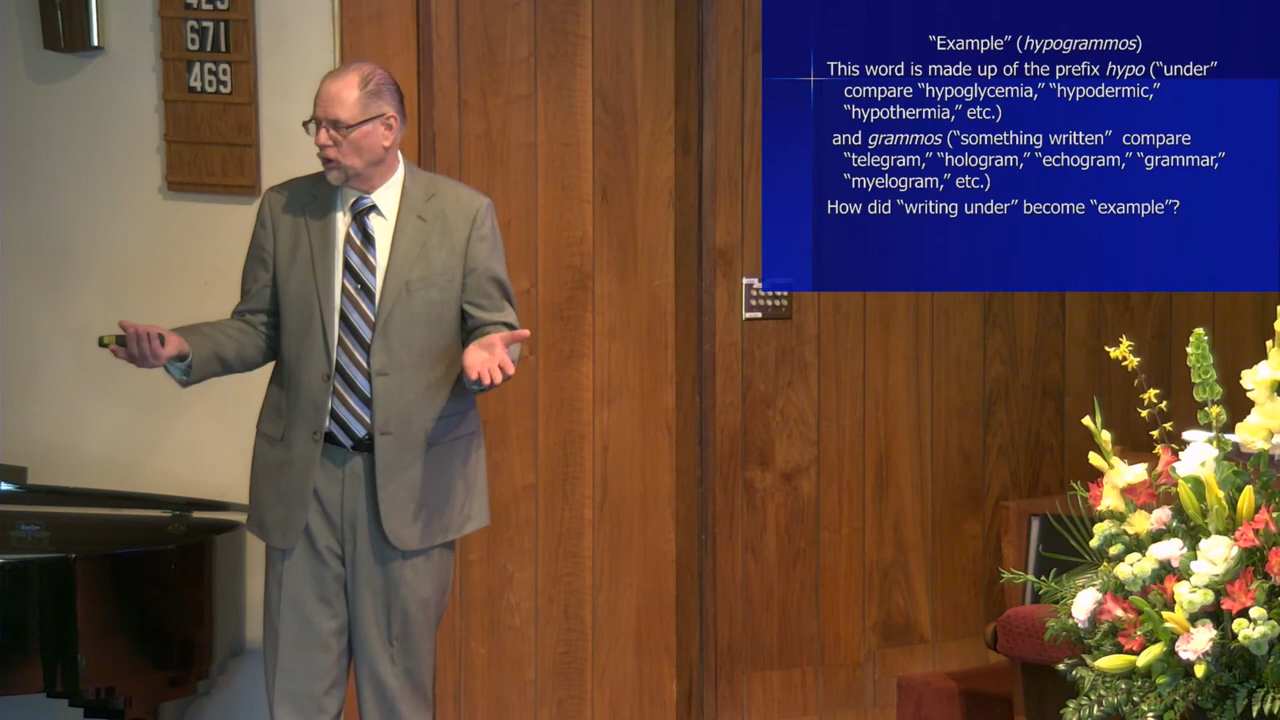 671
469
“Example” (hypogrammos)
This word is made up of the prefix hypo (“under”
compare “hypoglycemia,” “hypodermic,”
“hypothermia,” etc.)
and grammos (“something written” compare
“telegram,” “hologram,” “echogram,” “grammar,”
“myelogram,” etc.)
How did “writing under” become “example”?